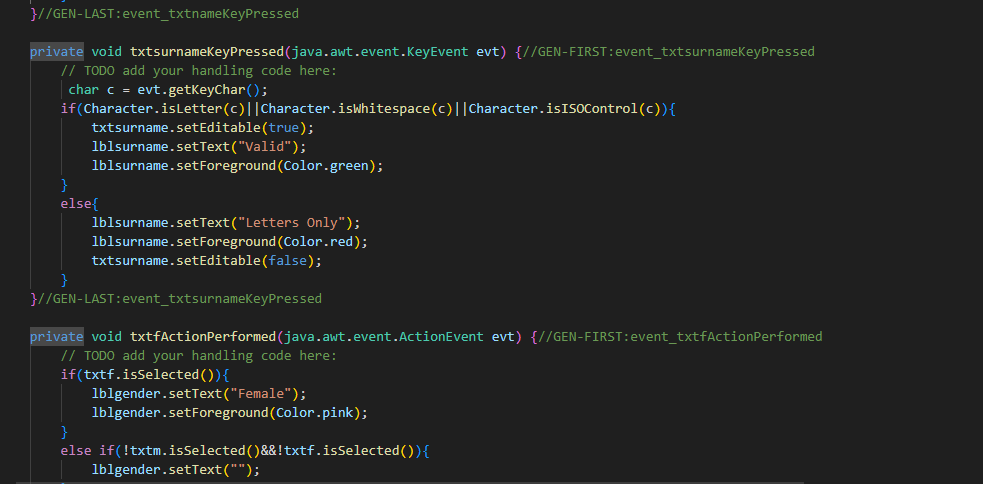 }//GEN-LAST:event_txtnameKeyPressed
private void txtsurnameKeyPressed(java.awt.event.KeyEvent evt) {//GEN-FIRST:event_txtsurnameKeyPressed
// TODO add your handling code here:
char c = evt.getKeyChar();
if(Character.isLetter(c)||Character.isWhitespace(c)||Character.isISOControl(c)){
txtsurname.setEditable(true);
lblsurname.setText("Valid");
lblsurname.setForeground(Color.green);
}
else{
lblsurname.setText("Letters Only");
lblsurname.setForeground(Color.red);
txtsurname.setEditable(false);
}
}//GEN-LAST:event_txtsurnameKeyPressed
private void txtfActionPerformed(java.awt.event.ActionEvent evt) {//GEN-FIRST:event_txtfActionPerformed
// TODO add your handling code here:
if(txtf.isSelected()){
lblgender.setText("Female");
lblgender.setForeground(Color.pink);
}
else if(!txtm.isSelected()&&!txtf.isSelected()){
lblgender.setText("");